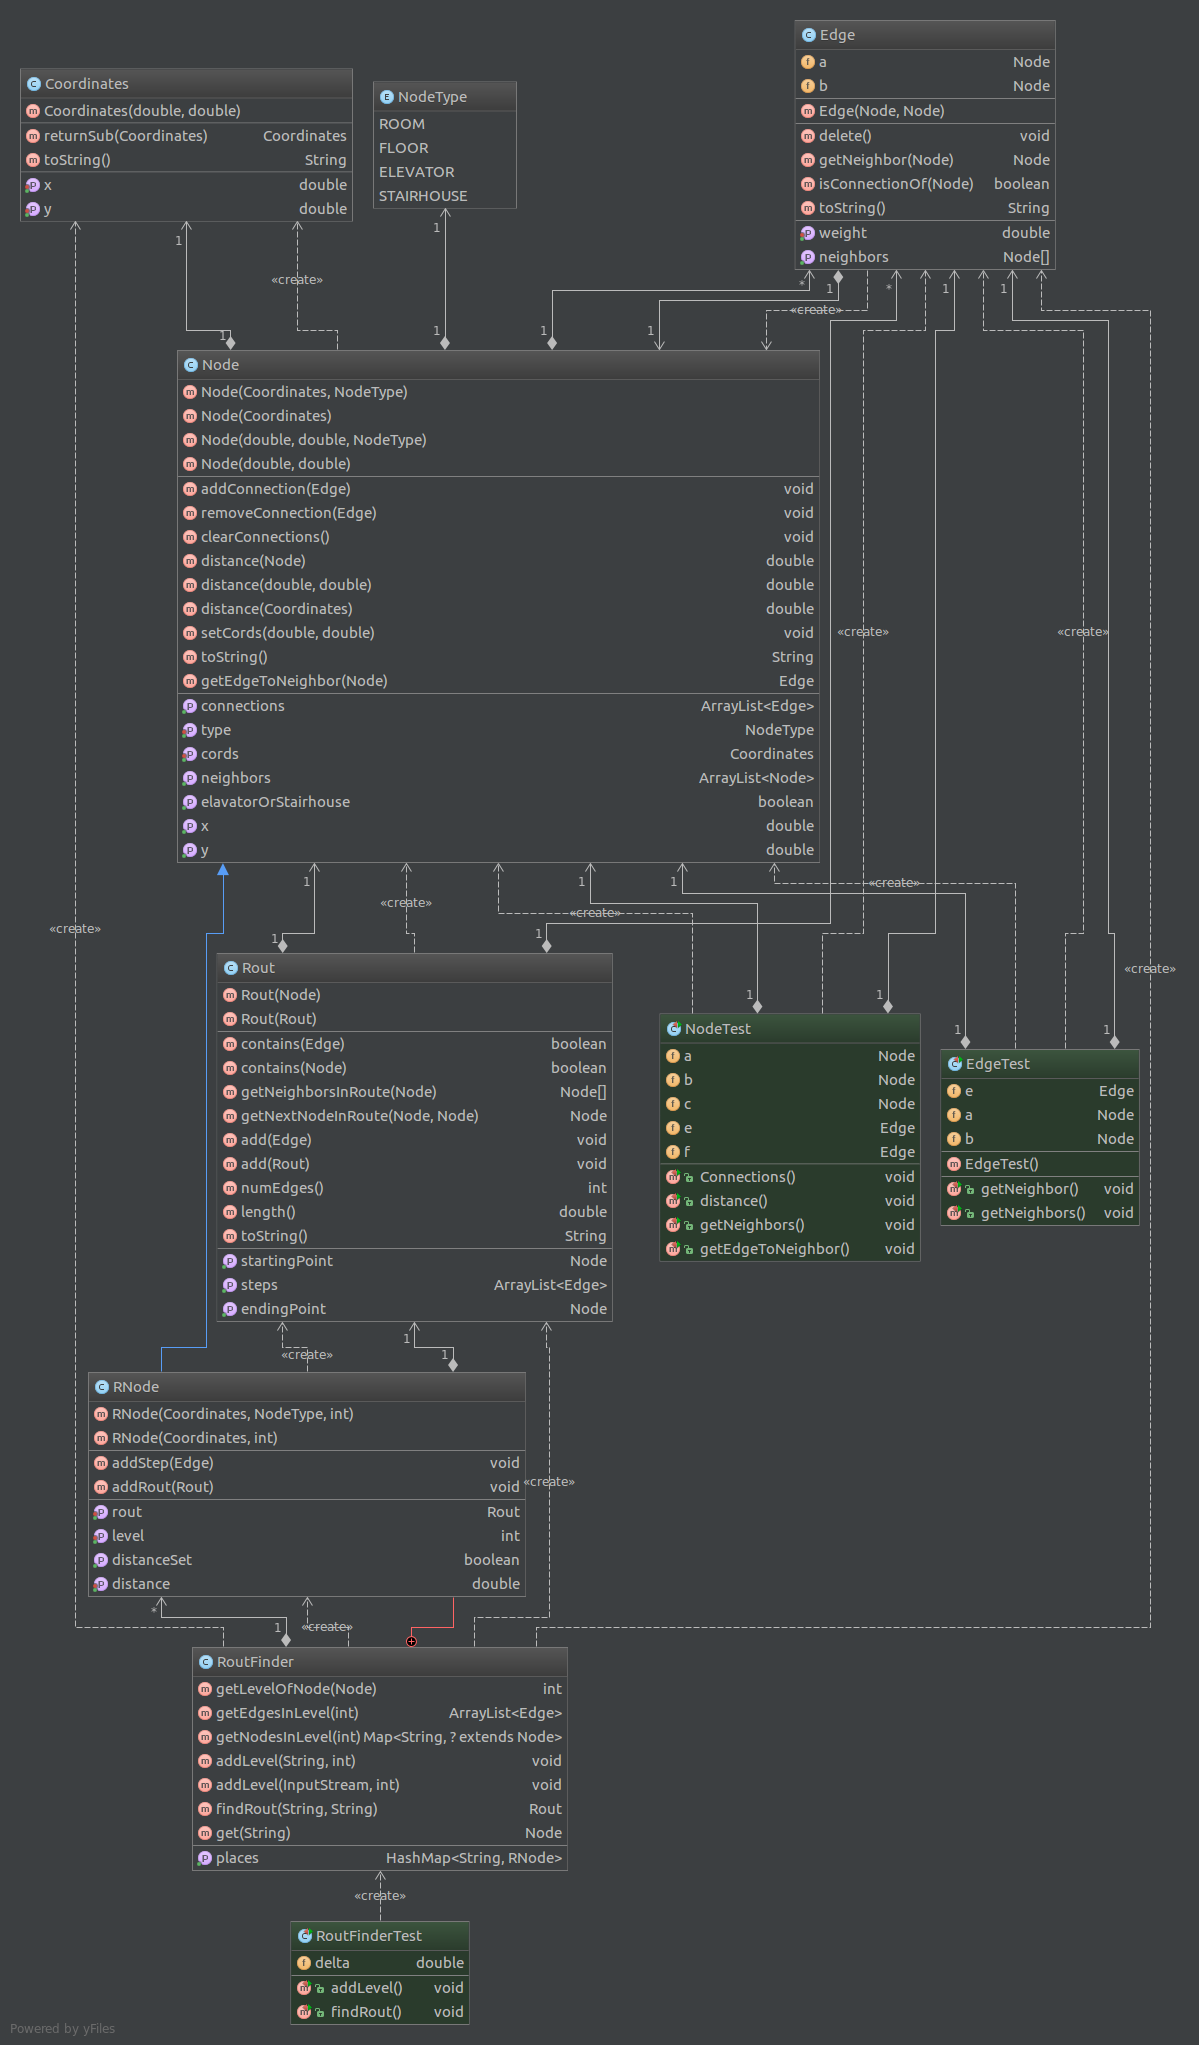 Edge
a Node
b Node
Edge(Node, Node)
delete() void
getNeighbor(Node) Node
isConnectionOf(Node) boolean
toString() String
weight double
neighbors Node[]
Coordinates
Coordinates(double, double)
returnSub(Coordinates) Coordinates
toString() String
x double
y double
NodeType
ROOM
FLOOR
ELEVATOR
STAIRHOUSE
1
1
«create»
*
1
*
1
1
«create»
1
1
1
1
Node
Node(Coordinates, NodeType)
Node(Coordinates)
Node(double, double, NodeType)
Node(double, double)
addConnection(Edge) void
removeConnection(Edge) void
clearConnections() void
distance(Node) double
distance(double, double) double
distance(Coordinates) double
setCords(double, double) void
toString() String
getEdgeToNeighbor(Node) Edge
connections ArrayList<Edge>
type NodeType
cords Coordinates
neighbors ArrayList<Node>
elavatorOrStairhouse boolean
x double
y double
«create»
«create»
1
1
1
«create»
«create»
«create»
«create»
1
1
«create»
Rout
Rout(Node)
Rout(Rout)
contains(Edge) boolean
contains(Node) boolean
getNeighborsInRoute(Node) Node[]
getNextNodeInRoute(Node, Node) Node
add(Edge) void
add(Rout) void
numEdges() int
length() double
toString() String
startingPoint Node
steps ArrayList<Edge>
endingPoint Node
1
1
NodeTest
a Node
b Node
c Node
e Edge
f Edge
Connections() void
distance() void
getNeighbors() void
getEdgeToNeighbor() void
1
1
EdgeTest
e Edge
a Node
b Node
EdgeTest()
getNeighbor() void
getNeighbors() void
1
«create»
1
RNode
RNode(Coordinates, NodeType, int)
RNode(Coordinates, int)
addStep(Edge) void
addRout(Rout) void
rout Rout
level int
distanceSet boolean
distance double
«create»
*
1
«create»
RoutFinder
getLevelOfNode(Node) int
getEdgesInLevel(int) ArrayList<Edge>
getNodesInLevel(int) Map<String, ? extends Node>
addLevel(String, int) void
addLevel(InputStream, int) void
findRout(String, String) Rout
get(String) Node
places HashMap<String, RNode>
«create»
RoutFinderTest
delta double
addLevel() void
findRout() void
Powered by yFiles